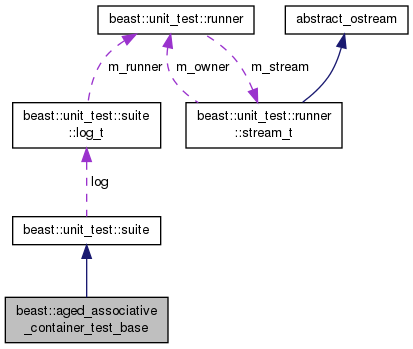 beast::unit_test::runner
abstract_ostream
m_runner
m_owner
m_stream
beast::unit_test::suite
::log_t
beast::unit_test::runner
::stream_t
log
beast::unit_test::suite
beast::aged_associative
_container_test_base